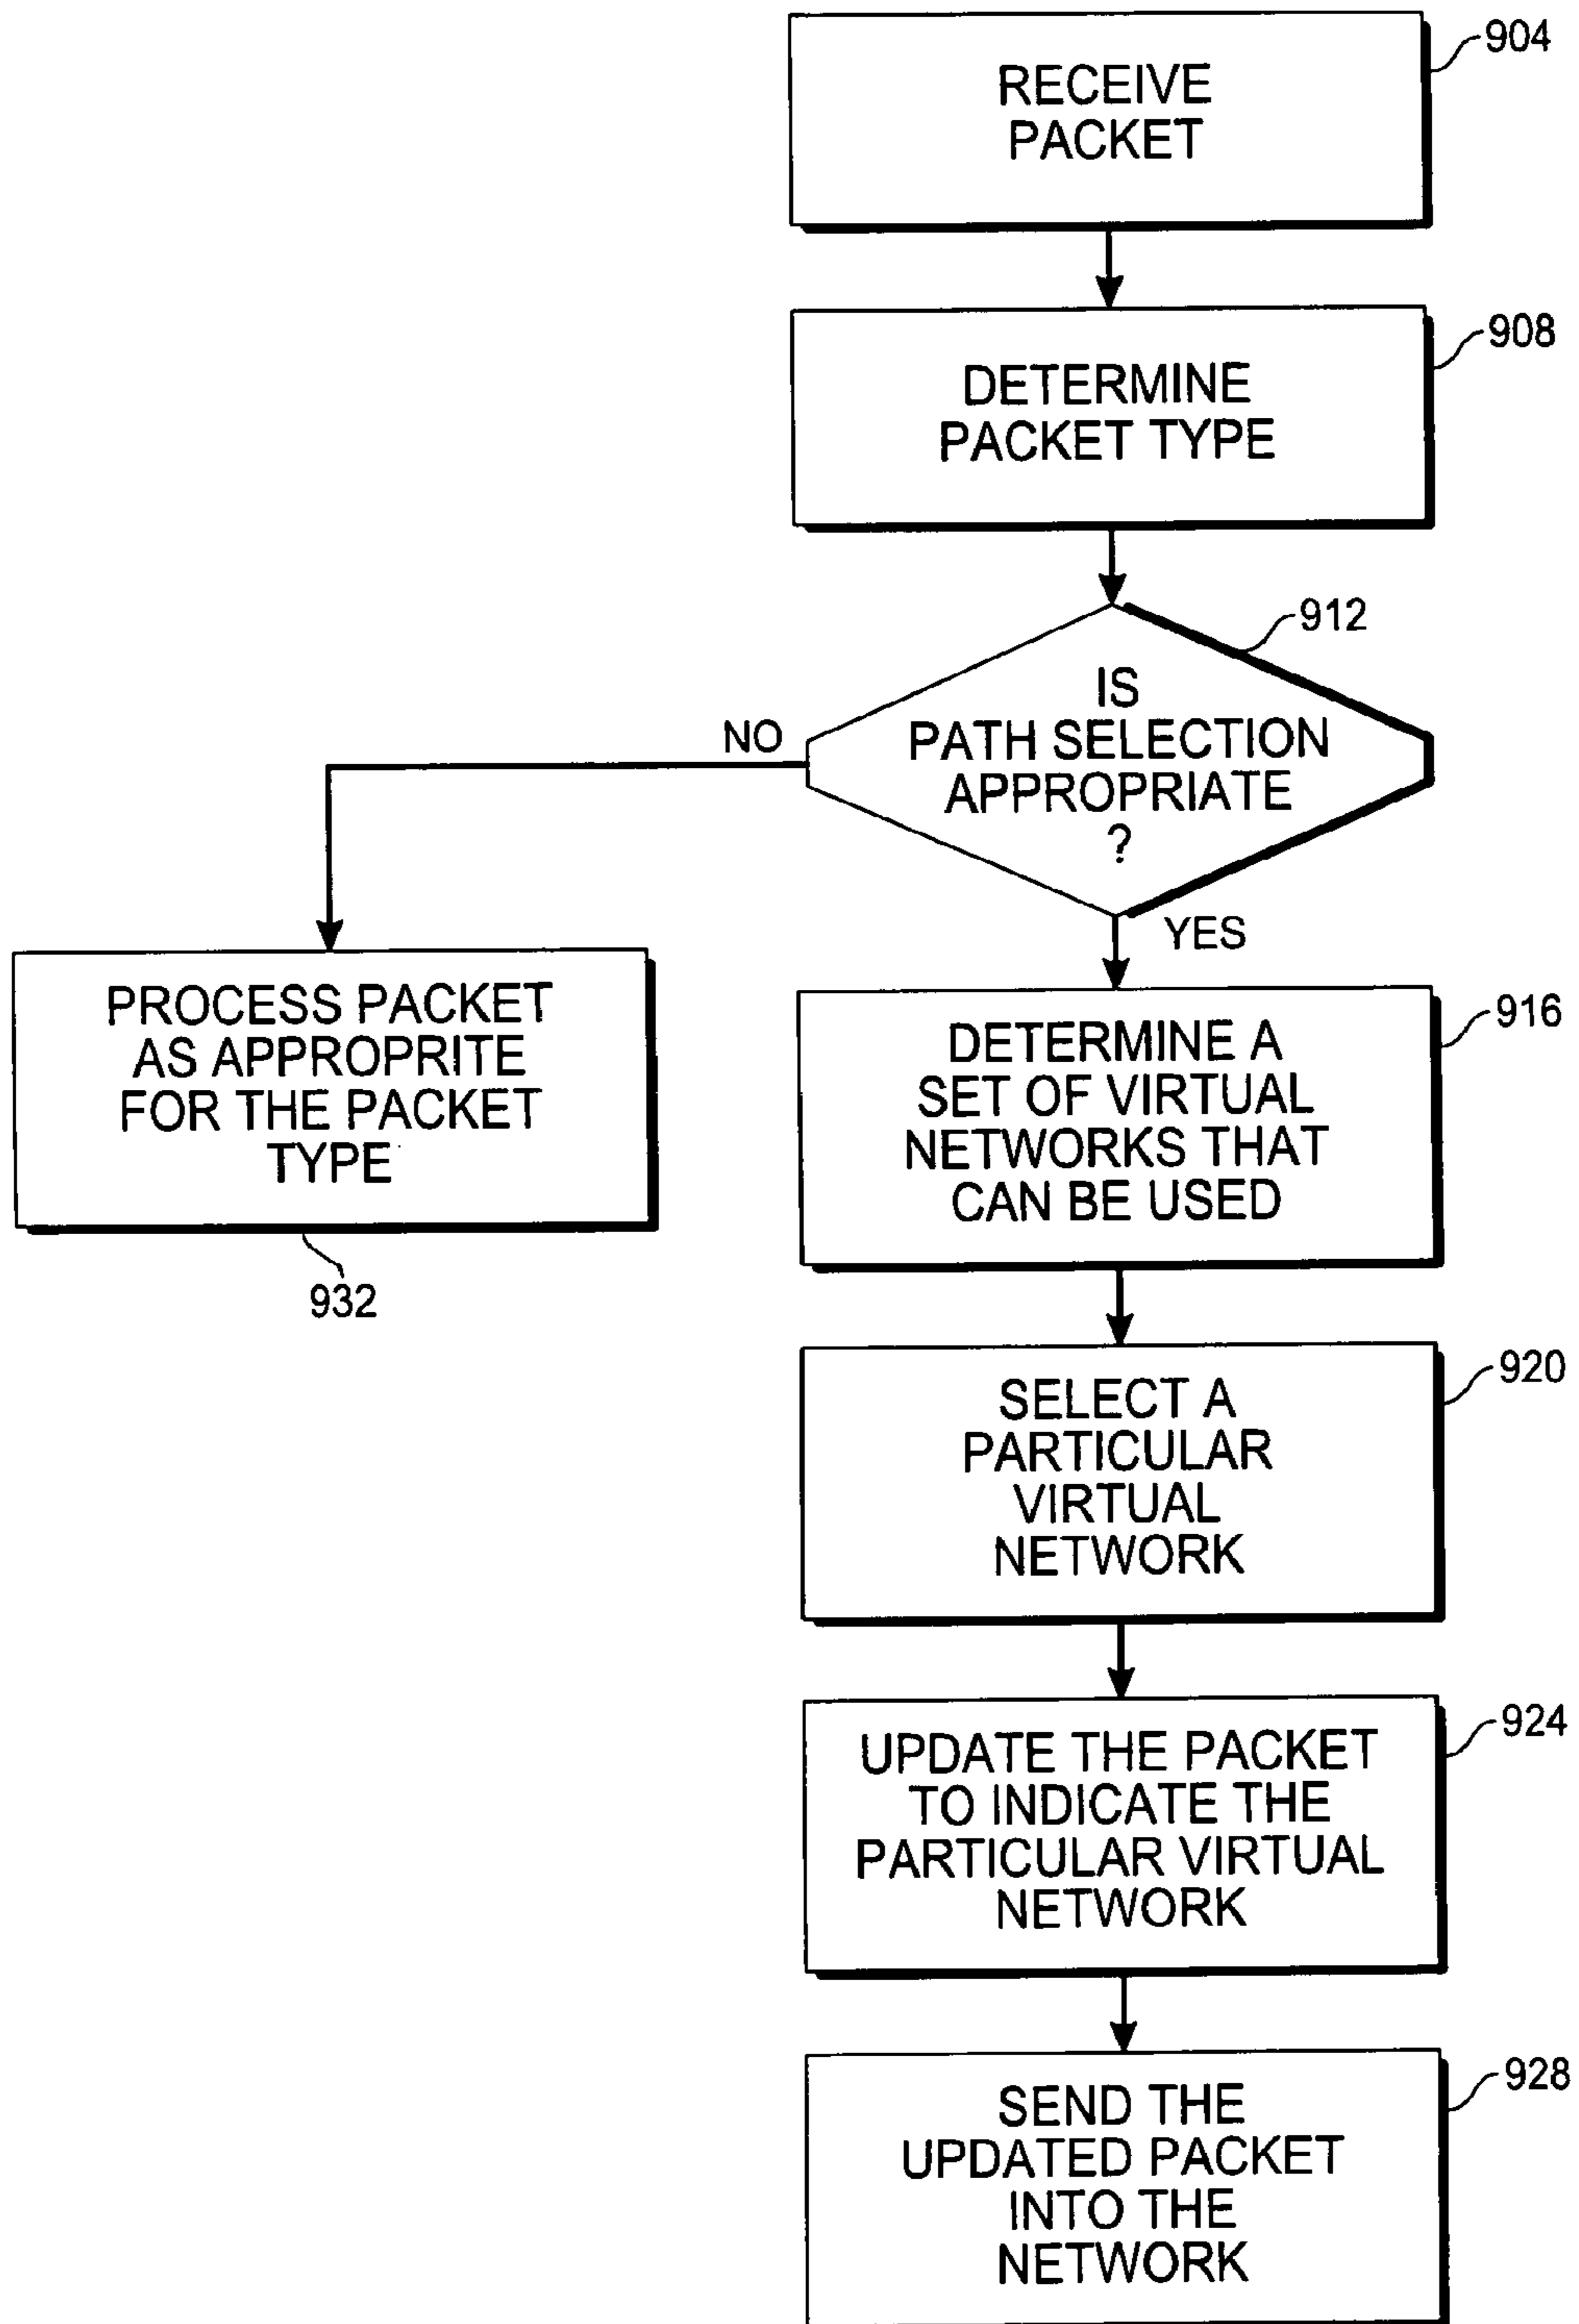 904
RECEIVE
PACKET
908
DETERMINE
PACKET TYPE
912
IS
PATH SELECTION
APPROPRIATE
?
NO
YES
PROCESS PACKET
AS APPROPRITE
FOR THE PACKET
TYPE
932
916
DETERMINE A
SET OF VIRTUAL
NETWORKS THAT
CAN BE USED
920
SELECT A
PARTICULAR
VIRTUAL
NETWORK
924
UPDATE THE PACKET
TO INDICATE THE
PARTICULAR VIRTUAL
NETWORK
928
SEND THE
UPDATED PACKET
INTO THE
NETWORK